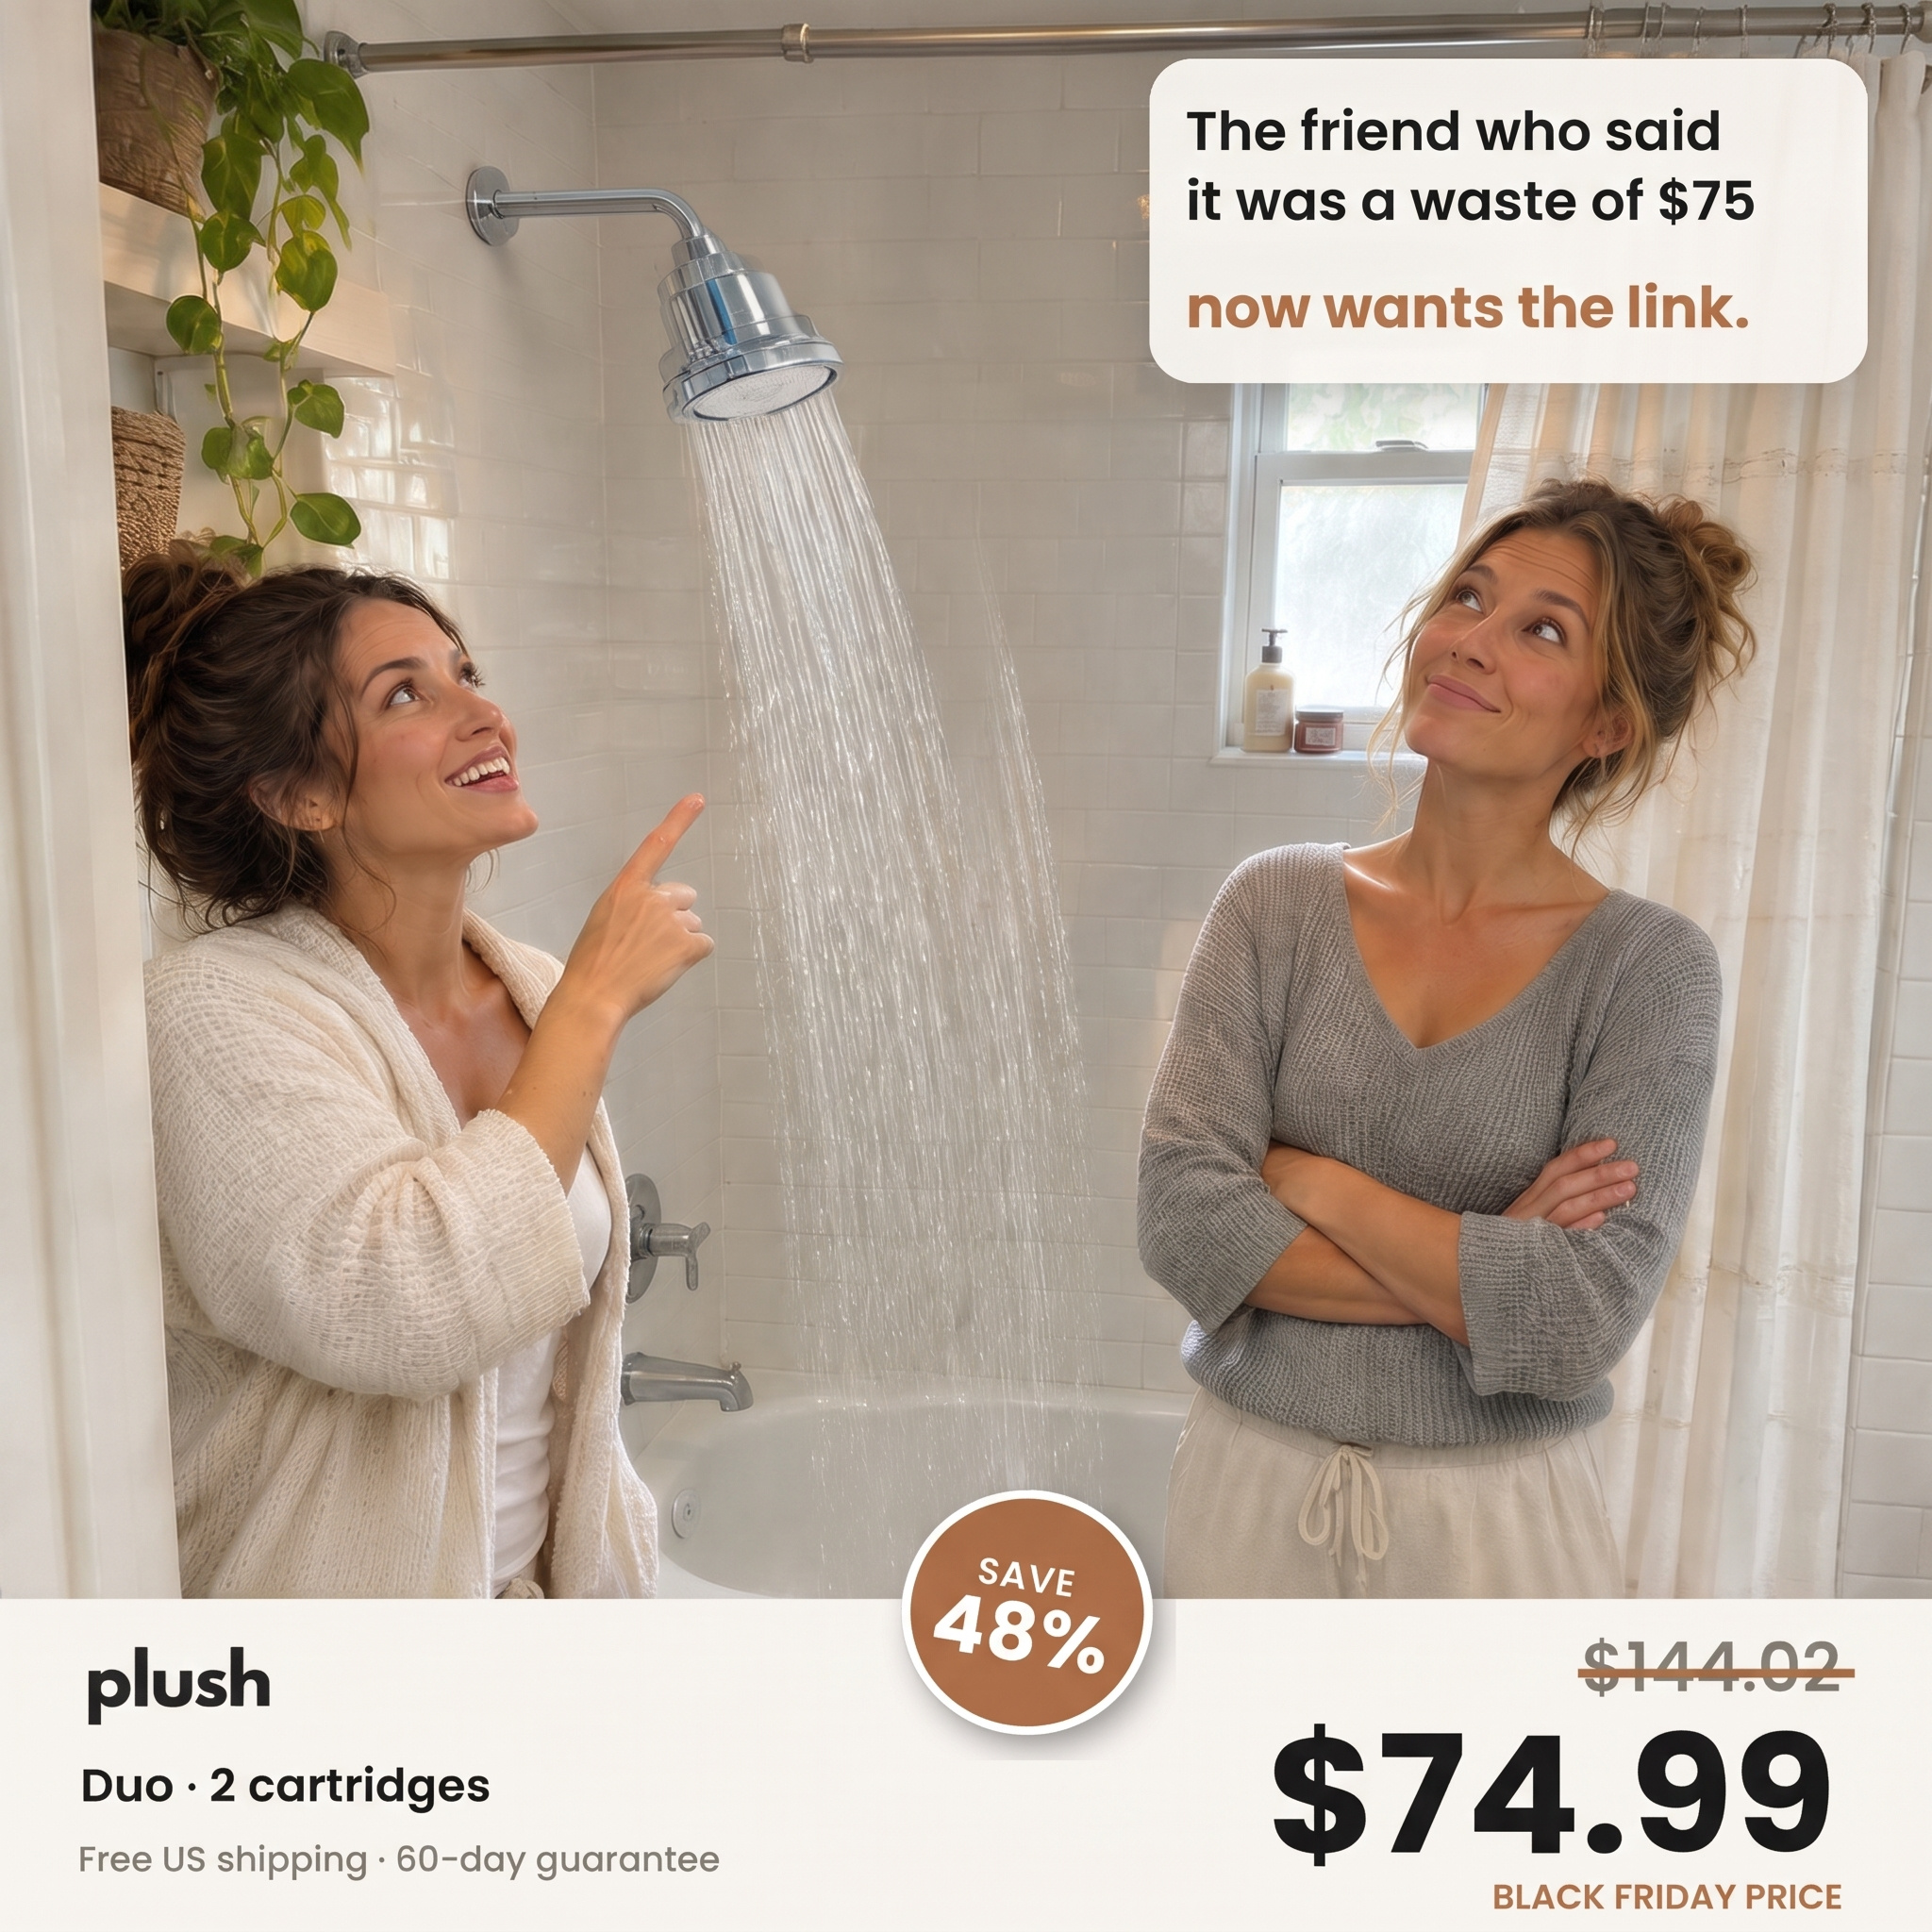 The friend who said
it was a waste of $75
now wants the link.
SAVE
48%
plush
Duo · 2 cartridges
Free US shipping · 60-day guarantee
$144.02
$74.99
BLACK FRIDAY PRICE